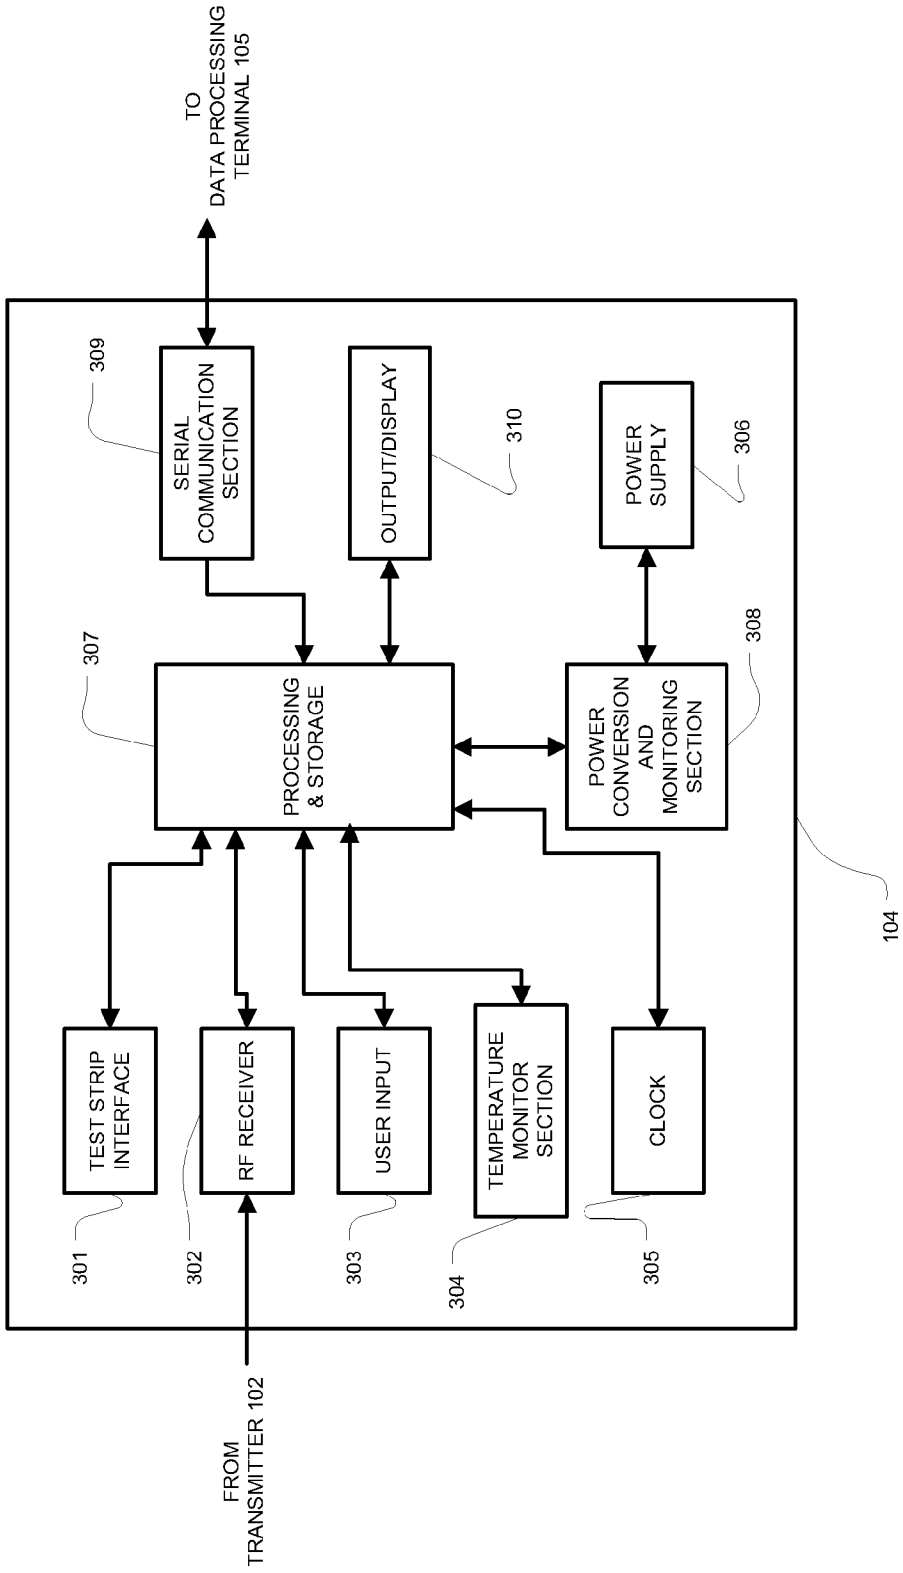 FROM
TRANSMITTER 102
301
TEST STRIP
INTERFACE
302
RF RECEIVER
303
USER INPUT
304
TEMPERATURE
MONITOR
SECTION
305
CLOCK
307
PROCESSING
& STORAGE
308
POWER
CONVERSION
AND
MONITORING
SECTION
309
SERIAL
COMMUNICATION
SECTION
OUTPUT/DISPLAY
310
POWER
SUPPLY
306
TO
DATA PROCESSING
TERMINAL 105
104